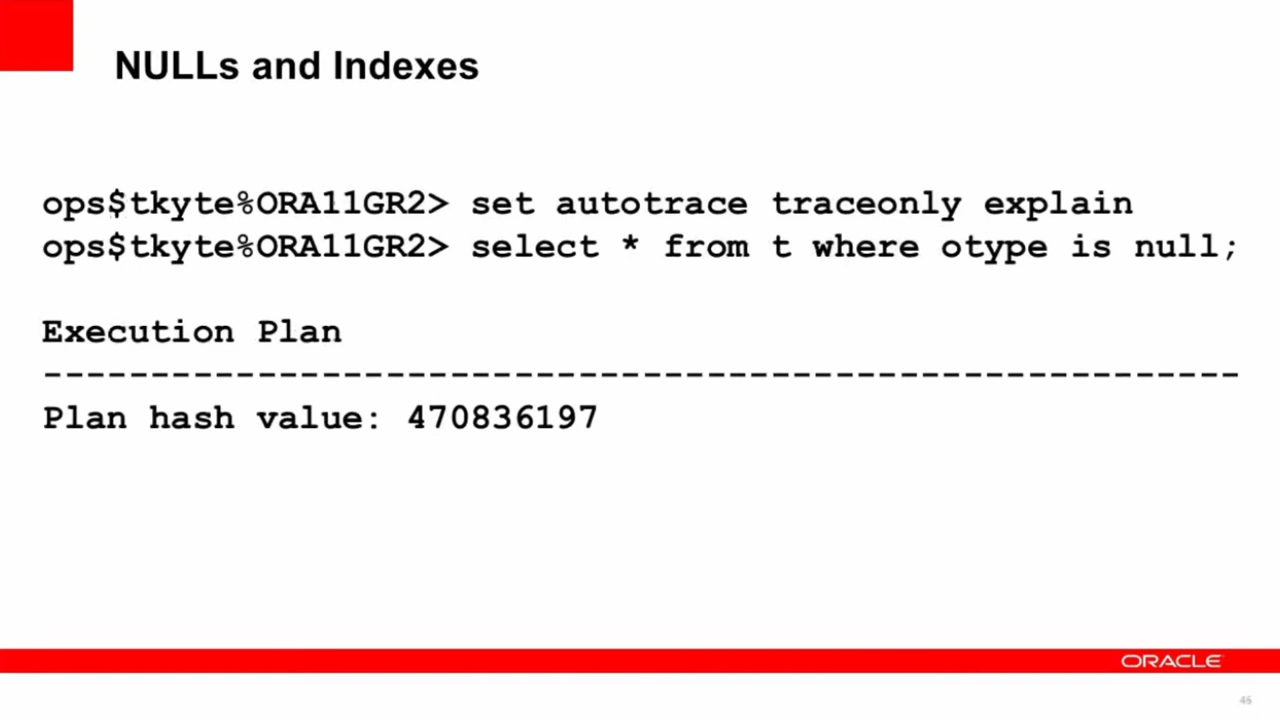 NULLs and Indexes
ops$tkyte%ORA11GR2> set autotrace traceonly explain
ops$tkyte%ORA11GR2> select * from t where otype is null;
Execution Plan
--------------------------------------------------------
Plan hash value: 470836197
ORACLE